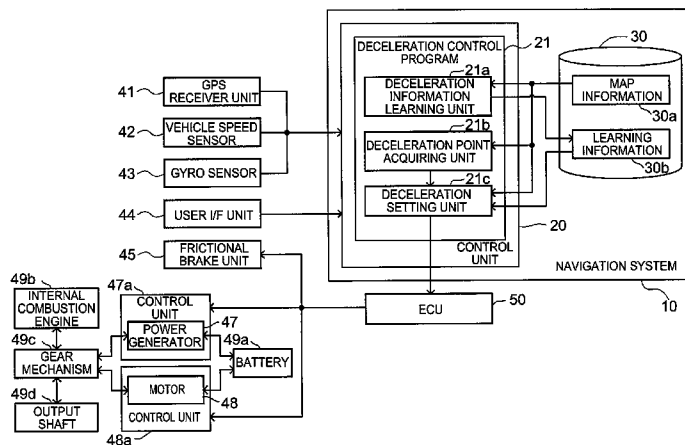 DECELERATION CONTROL
PROGRAM
21
21a
DECELERATION
INFORMATION
LEARNING UNIT
21b
DECELERATION POINT
ACQUIRING UNIT
21c
DECELERATION
SETTING UNIT
20
CONTROL
UNIT
30
MAP
INFORMATION
30a
LEARNING
INFORMATION
30b
NAVIGATION SYSTEM
10
41
GPS
RECEIVER UNIT
42
VEHICLE SPEED
SENSOR
43
GYRO SENSOR
44
USER I/F UNIT
45
FRICTIONAL
BRAKE UNIT
ECU
50
49b
INTERNAL
COMBUSTION
ENGINE
49c
GEAR
MECHANISM
49d
OUTPUT
SHAFT
47a
CONTROL
UNIT
47
POWER
GENERATOR
49a
BATTERY
MOTOR
48
CONTROL UNIT
48a